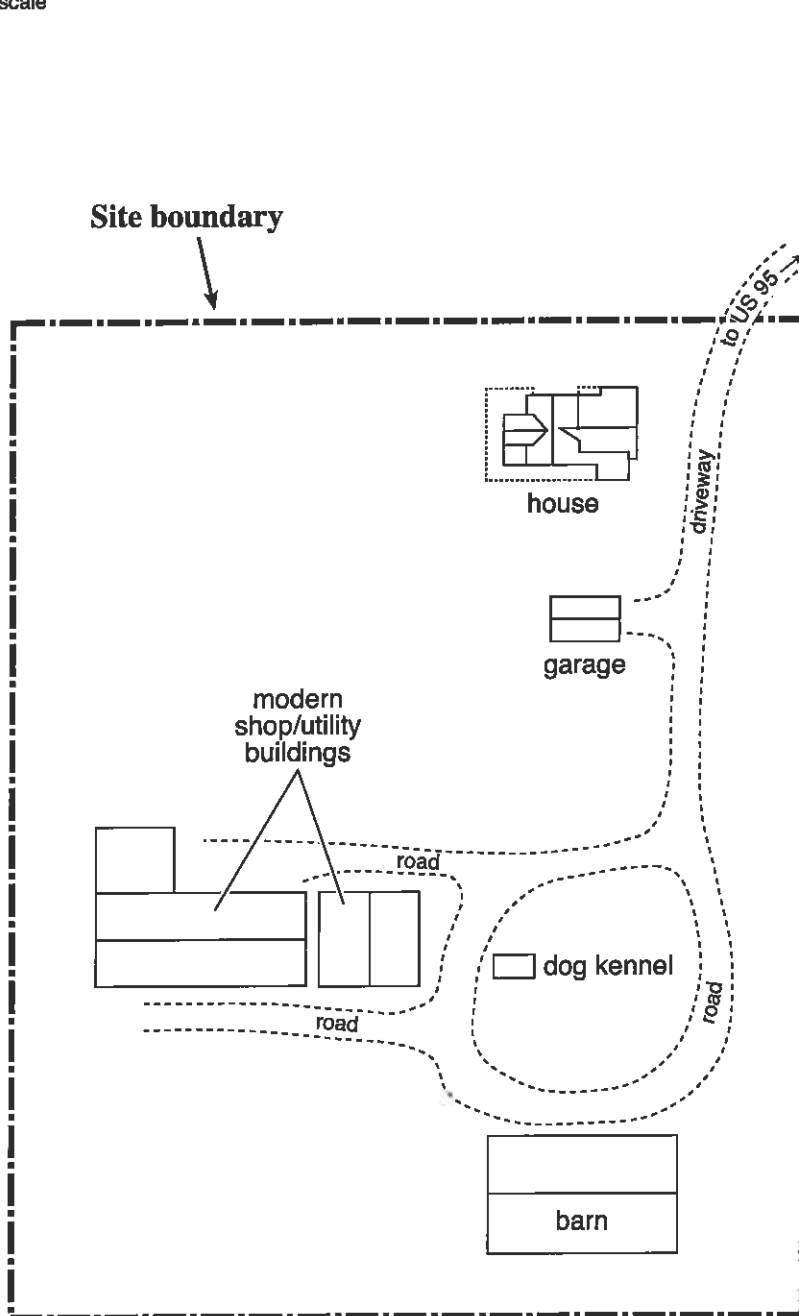 scale
Site boundary
to US 95
house
driveway
garage
modern
shop/utility
buildings
road
dog kennel
road
road
barn